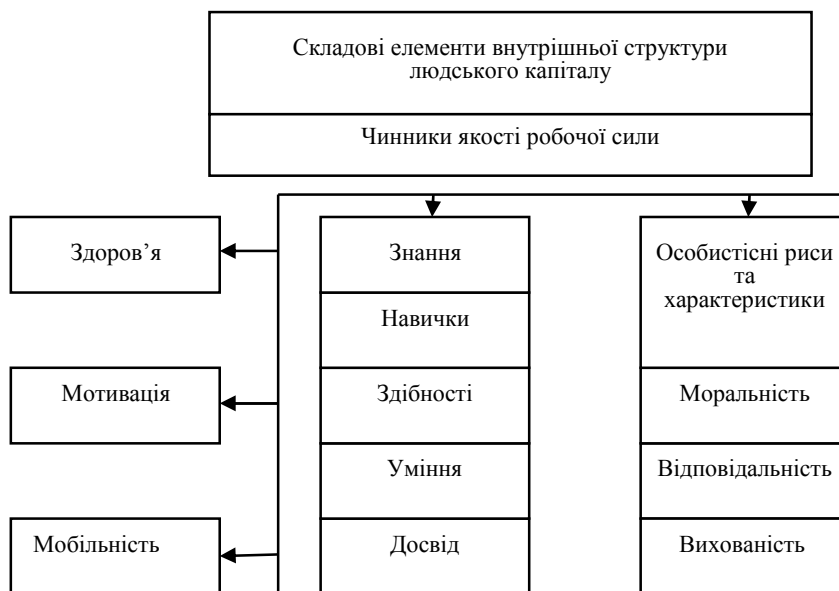 Складові елементи внутрішньої структури
людського капіталу
Чинники якості робочої сили
Здоров’я
Мотивація
Мобільність
Знання
Навички
Здібності
Уміння
Досвід
Особистісні риси
та
характеристики
Моральність
Відповідальність
Вихованість